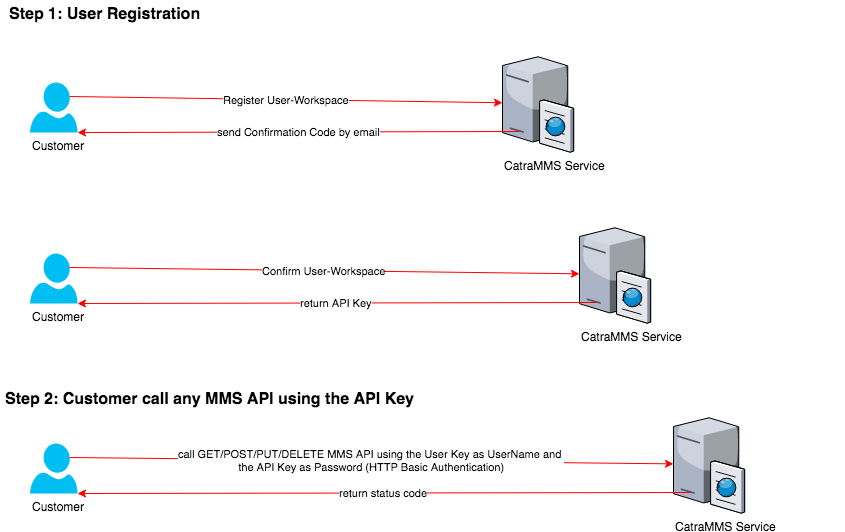 Step 1: User Registration
Register User-Workspace
send Confirmation Code by email
Customer
CatraMMS Service
Confirm User-Workspace
return API Key
Customer
CatraMMS Service
Step 2: Customer call any MMS API using the API Key
call GET/POST/PUT/DELETE MMS API using the User Key as UserName and
the API Key as Password (HTTP Basic Authentication)
return status code
Customer
CatraMMS Service